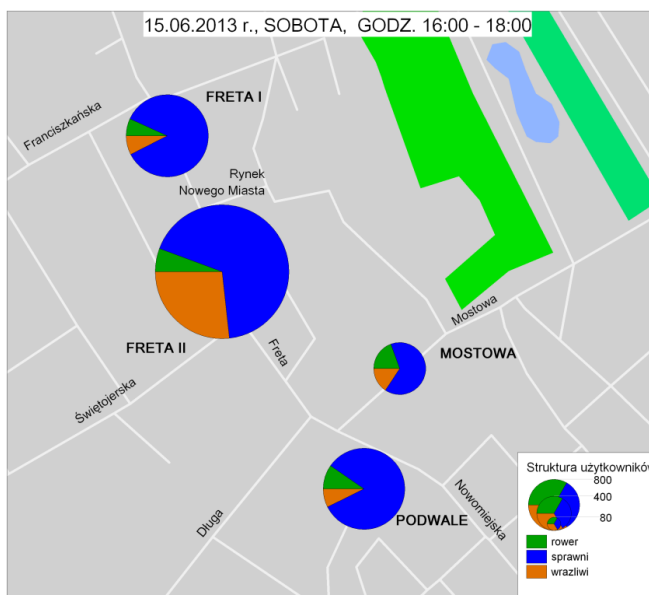 15.06.2013 r., SOBOTA, GODZ. 16:00 - 18:00
FRETA I
Franciszkańska
Rynek
Nowego Miasta
Mostowa
FRETA II
Freta
MOSTOWA
Świętojerska
Struktura użytkowników
800
400
80
rower
sprawni
wrazliwi
Nowomiejska
PODWALE
Długa